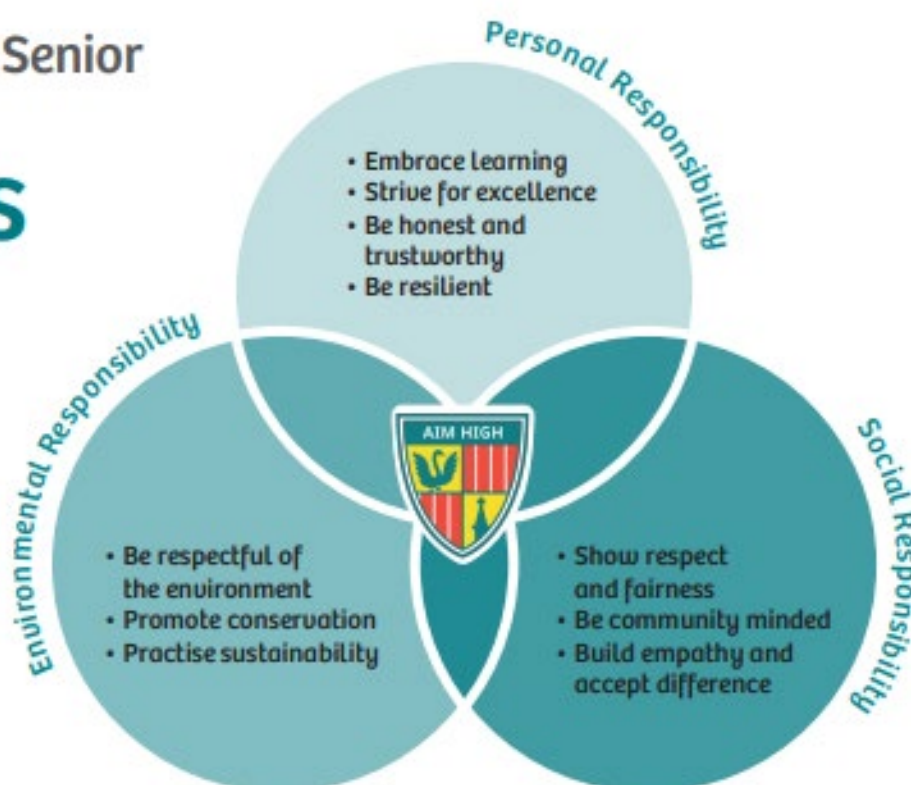 Senior
s
Personal Responsibility
• Embrace learning
• Strive for excellence
• Be honest and
trustworthy
• Be resilient
Environmental Responsibility
• Be respectful of
the environment
• Promote conservation
• Practise sustainability
AIM HIGH
Social Responsibility
• Show respect
and fairness
• Be community minded
• Build empathy and
accept difference